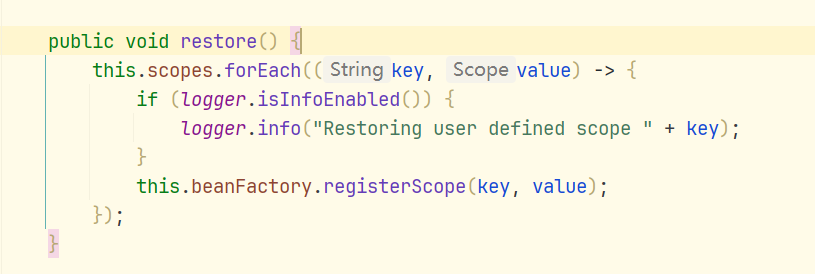 public void restore() {
this.scopes.forEach(( String key, Scope value) -> {
if (logger.isInfoEnabled()) {
logger.info("Restoring user defined scope " + key);
}
this.beanFactory.registerScope(key, value);
});
}